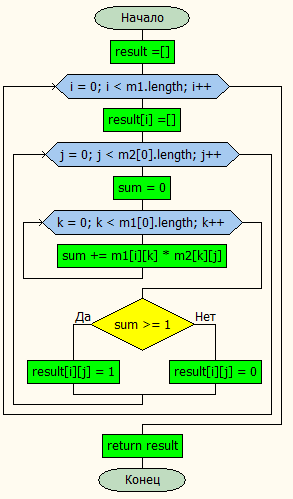 Начало
result =[]
i = 0; i < m1.length; i++
result[i] =[]
j = 0; j < m2[0].length; j++
sum = 0
k = 0; k < m1[0].length; k++
sum += m1[i][k] * m2[k][j]
Да
Нет
sum >= 1
result[i][j] = 1
result[i][j] = 0
return result
Конец